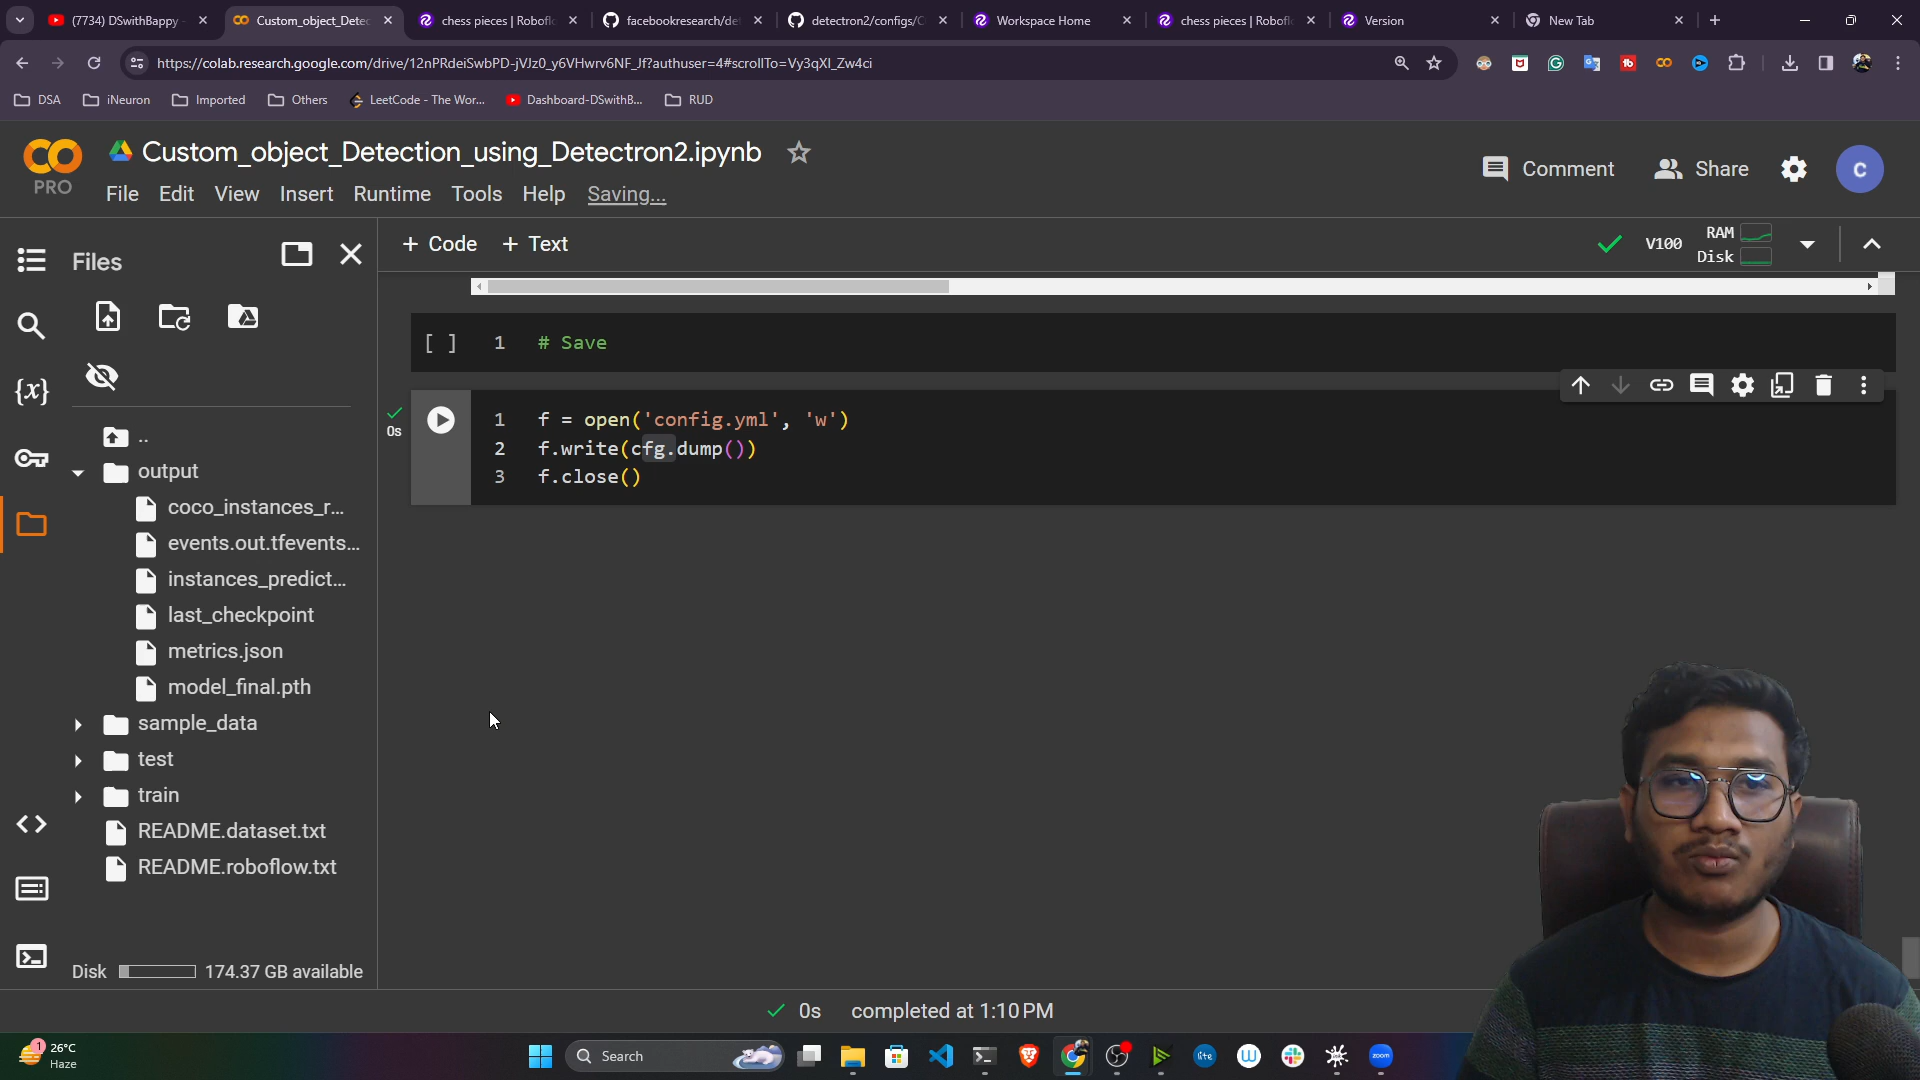 (7734) DSwithBappy
Custom_object_Detec
chess pieces | Robofl
facebookresearch/det
detectron2/configs/C
Workspace Home
chess pieces | Robofl
Version
New Tab
https://colab.research.google.com/drive/12nPRdeiSwbPD-jVJz0_y6VHwrv6NF_Jf?authuser=4#scrollTo=Vy3qXI_Zw4ci
DSA
iNeuron
Imported
Others
LeetCode - The Wor...
Dashboard-DSwithB...
RUD
PRO
Custom_object_Detection_using_Detectron2.ipynb
Comment
Share
C
File Edit View Insert Runtime Tools Help Saving...
Files
+ Code + Text
V100
RAM
Disk
[ ] 1 # Save
0s
1 f = open('config.yml', 'w')
2 f.write(cfg.dump())
3 f.close()
{x}
..
output
coco_instances_r...
events.out.tfevents...
instances_predict...
last_checkpoint
metrics.json
model_final.pth
sample_data
test
train
README.dataset.txt
README.roboflow.txt
Disk 174.37 GB available
0s completed at 1:10 PM
1
26°C
Haze
Search
lite
zoom